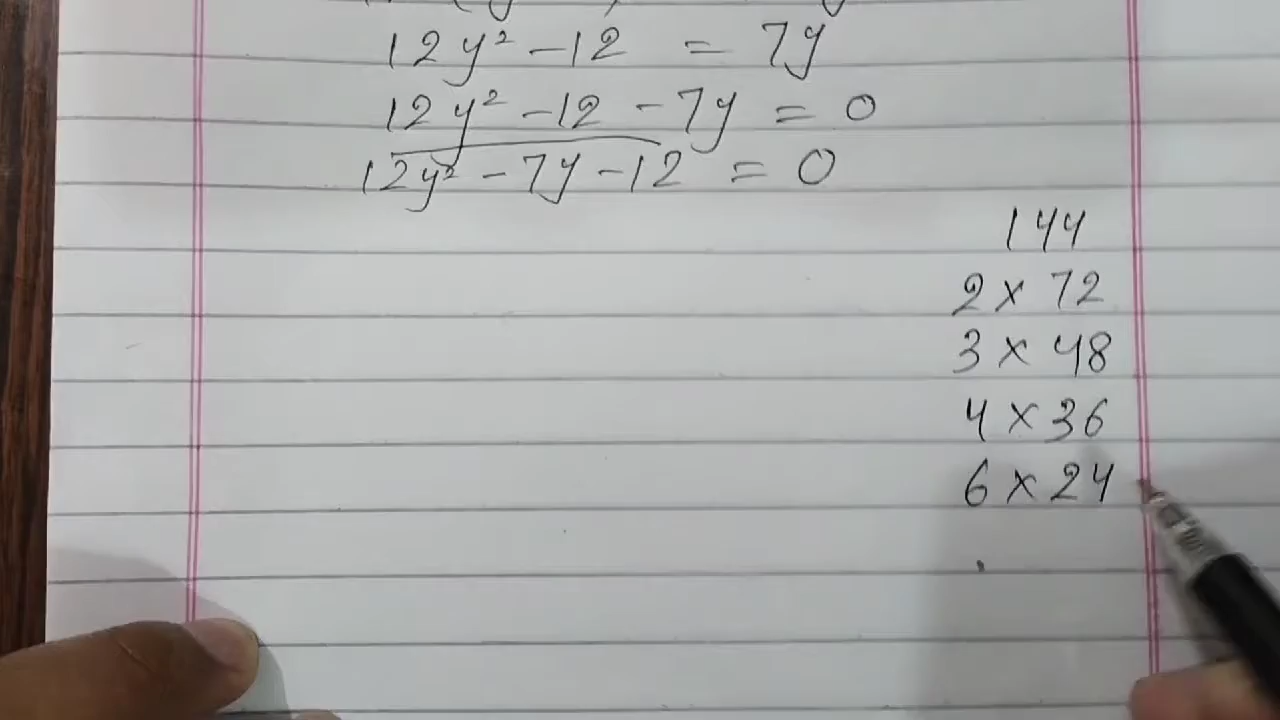 12y² - 12 = 7y
12y² - 12 - 7y = 0
12y² - 7y - 12 = 0
144
2 × 72
3 × 48
4 × 36
6 × 24